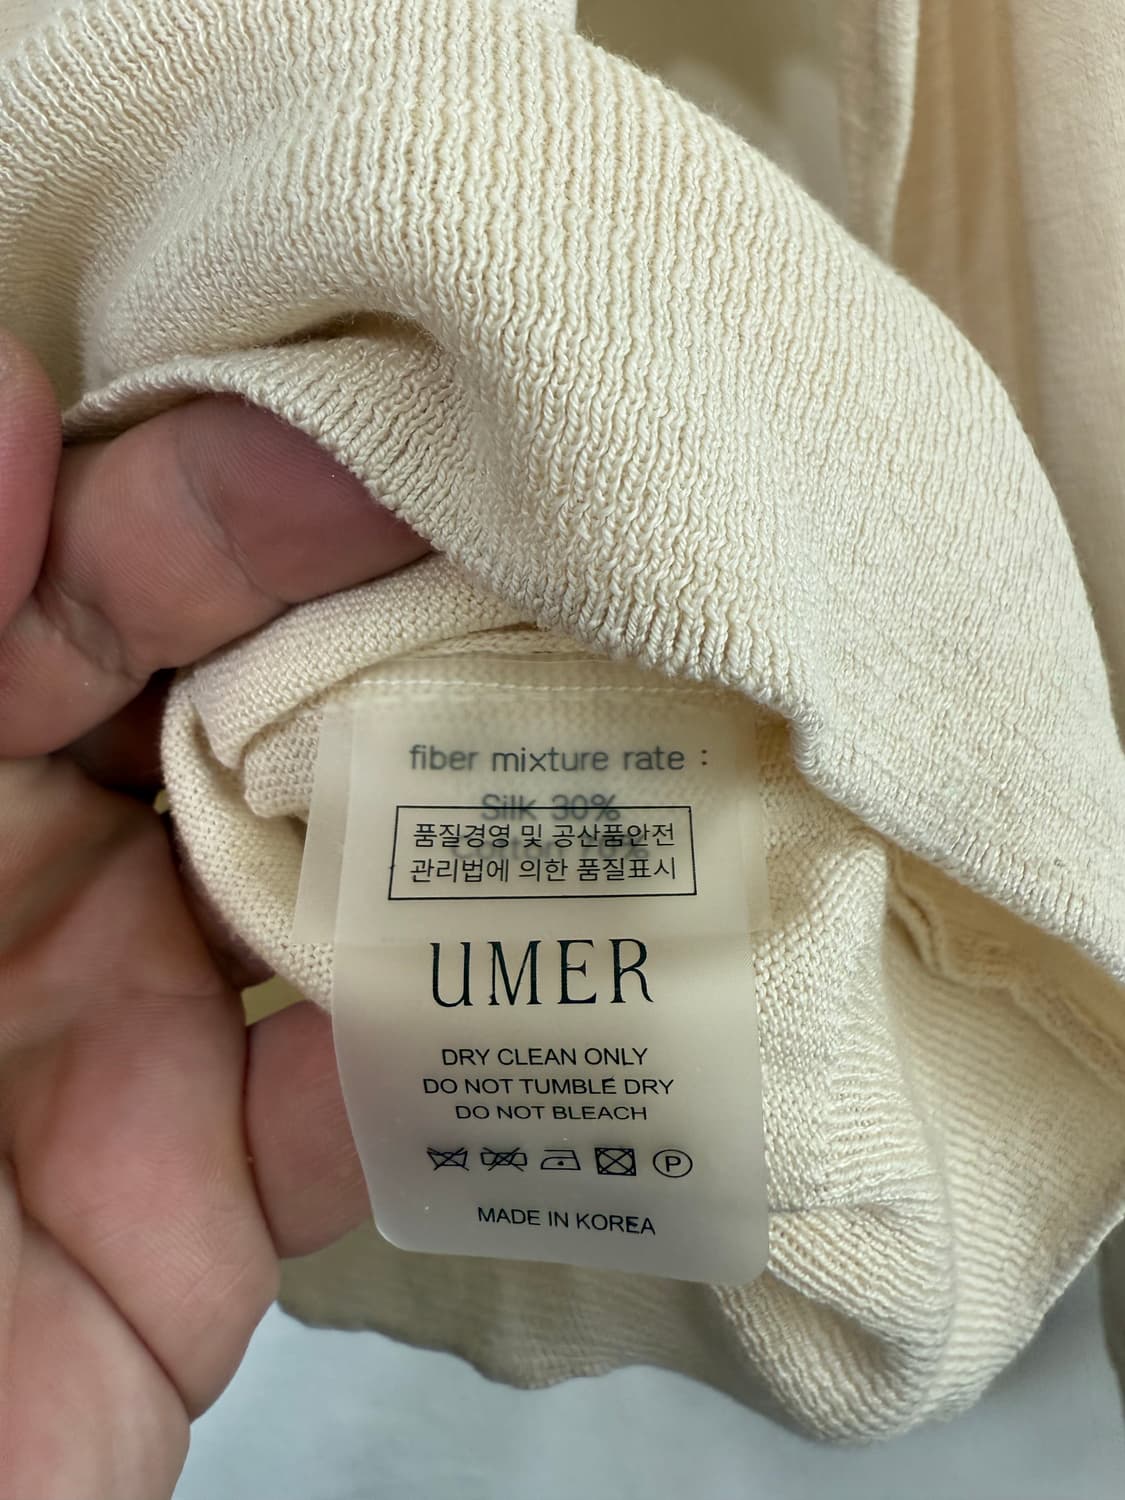 fiber mixture rate :
Silk 30%
Cotton 70%
품질경영 및 공산품안전
관리법에 의한 품질표시
UMER
DRY CLEAN ONLY
DO NOT TUMBLE DRY
DO NOT BLEACH
P
MADE IN KOREA